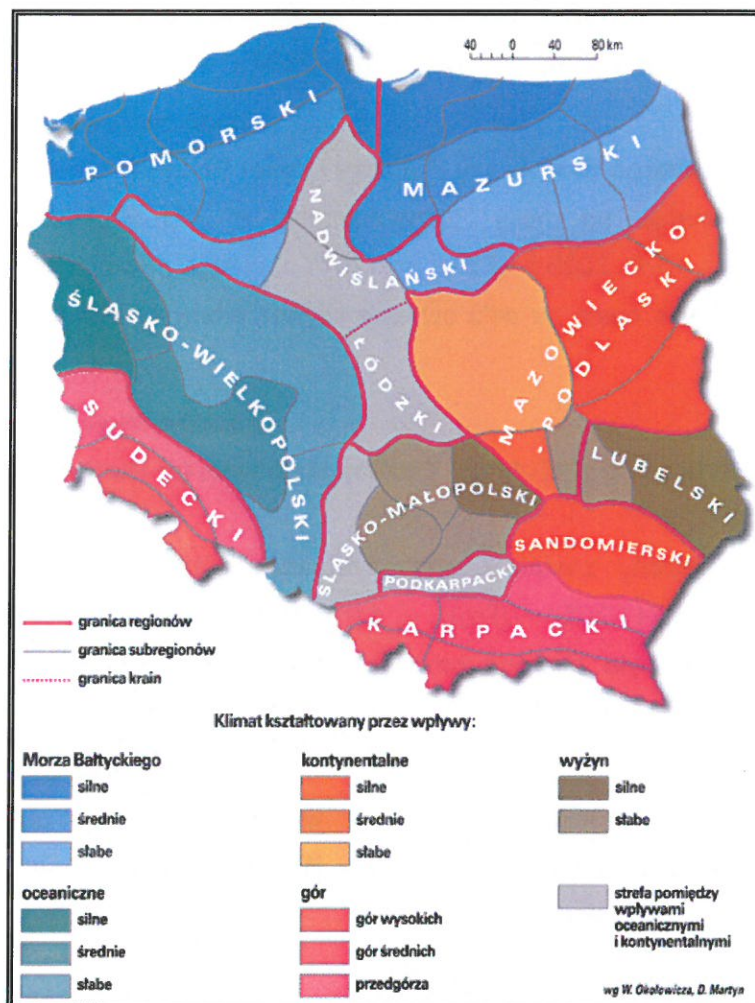 40 0 40 80 km
POMORSKI
MAZURSKI
NADWIŚLAŃSKI
MAZOWIECKO-
-PODLASKI
ŚLĄSKO-WIELKOPOLSKI
ŁÓDZKI
SUDECKI
LUBELSKI
ŚLĄSKO-MAŁOPOLSKI
SANDOMIERSKI
PODKARPACKI
KARPACKI
granica regionów
granica subregionów
granica krain
Klimat kształtowany przez wpływy:
Morza Bałtyckiego
silne
średnie
słabe
kontynentalne
silne
średnie
słabe
wyżyn
silne
słabe
oceaniczne
silne
średnie
słabe
gór
gór wysokich
gór średnich
przedgórza
strefa pomiędzy
wpływami
oceanicznymi
i kontynentalnymi
wg W. Okołowicza, D. Martyn